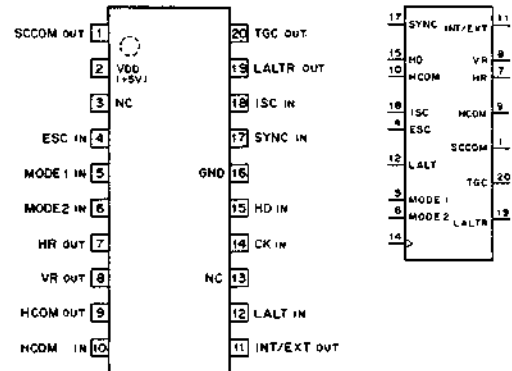 SCCOM OUT 1
2 VDD (+5V)
3 NC
ESC IN 4
MODE1 IN 5
MODE2 IN 6
HR OUT 7
VR OUT 8
HCOM OUT 9
HCOM IN 10
20 TGC OUT
19 LALTR OUT
18 ISC IN
17 SYNC IN
GND 16
15 HD IN
14 CK IN
NC 13
12 LALT IN
11 INT/EXT OUT
17 SYNC
15 HD
10 HCOM
18 ISC
4 ESC
12 LALT
5 MODE 1
6 MODE 2
14
INT/EXT 11
VR 8
HR 7
HCOM 9
SCCOM 1
TGC 20
LALTR 19